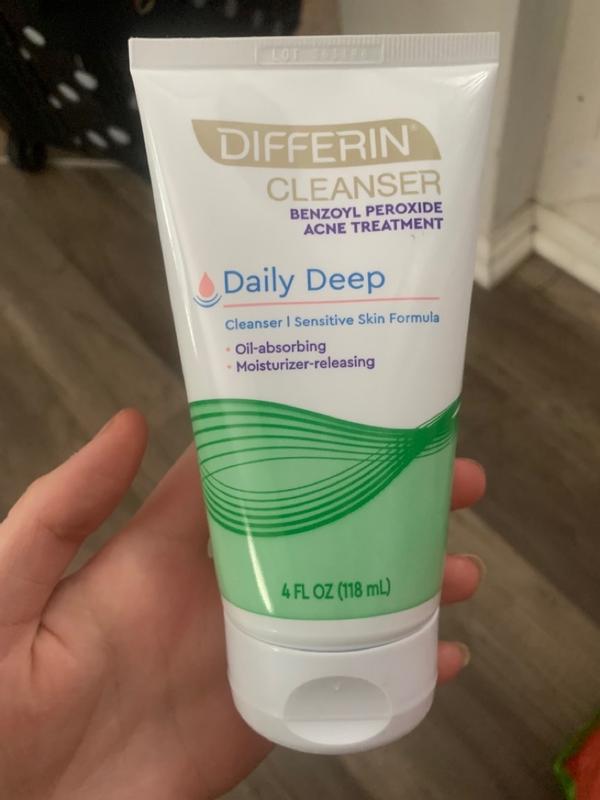 DIFFERIN®
CLEANSER
BENZOYL PEROXIDE
ACNE TREATMENT
Daily Deep
Cleanser | Sensitive Skin Formula
• Oil-absorbing
• Moisturizer-releasing
4 FL OZ (118 mL)